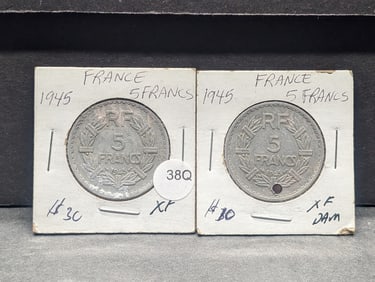 FRANCE
1945 5 FRANCS
RF
5
FRANCS
38Q
$30 XF
FRANCE
1945 5 FRANCS
RF
5
FRANCS
XF
DAM